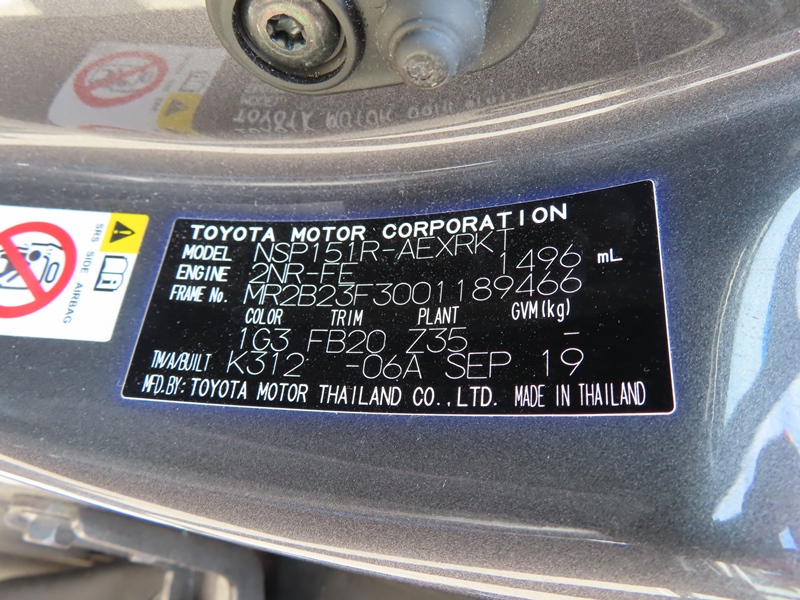 TOYOTA MOTOR CORPORATION
MODEL NSP151R-AEXRKT
ENGINE 2NR-FE 1496 mL
FRAME No. MR2B23F3001189466
COLOR TRIM PLANT GVM(kg)
1G3 FB20 Z35 -
TM/A/BUILT K312 -06A SEP 19
MFD.BY: TOYOTA MOTOR THAILAND CO.,LTD. MADE IN THAILAND
SRS SIDE AIRBAG